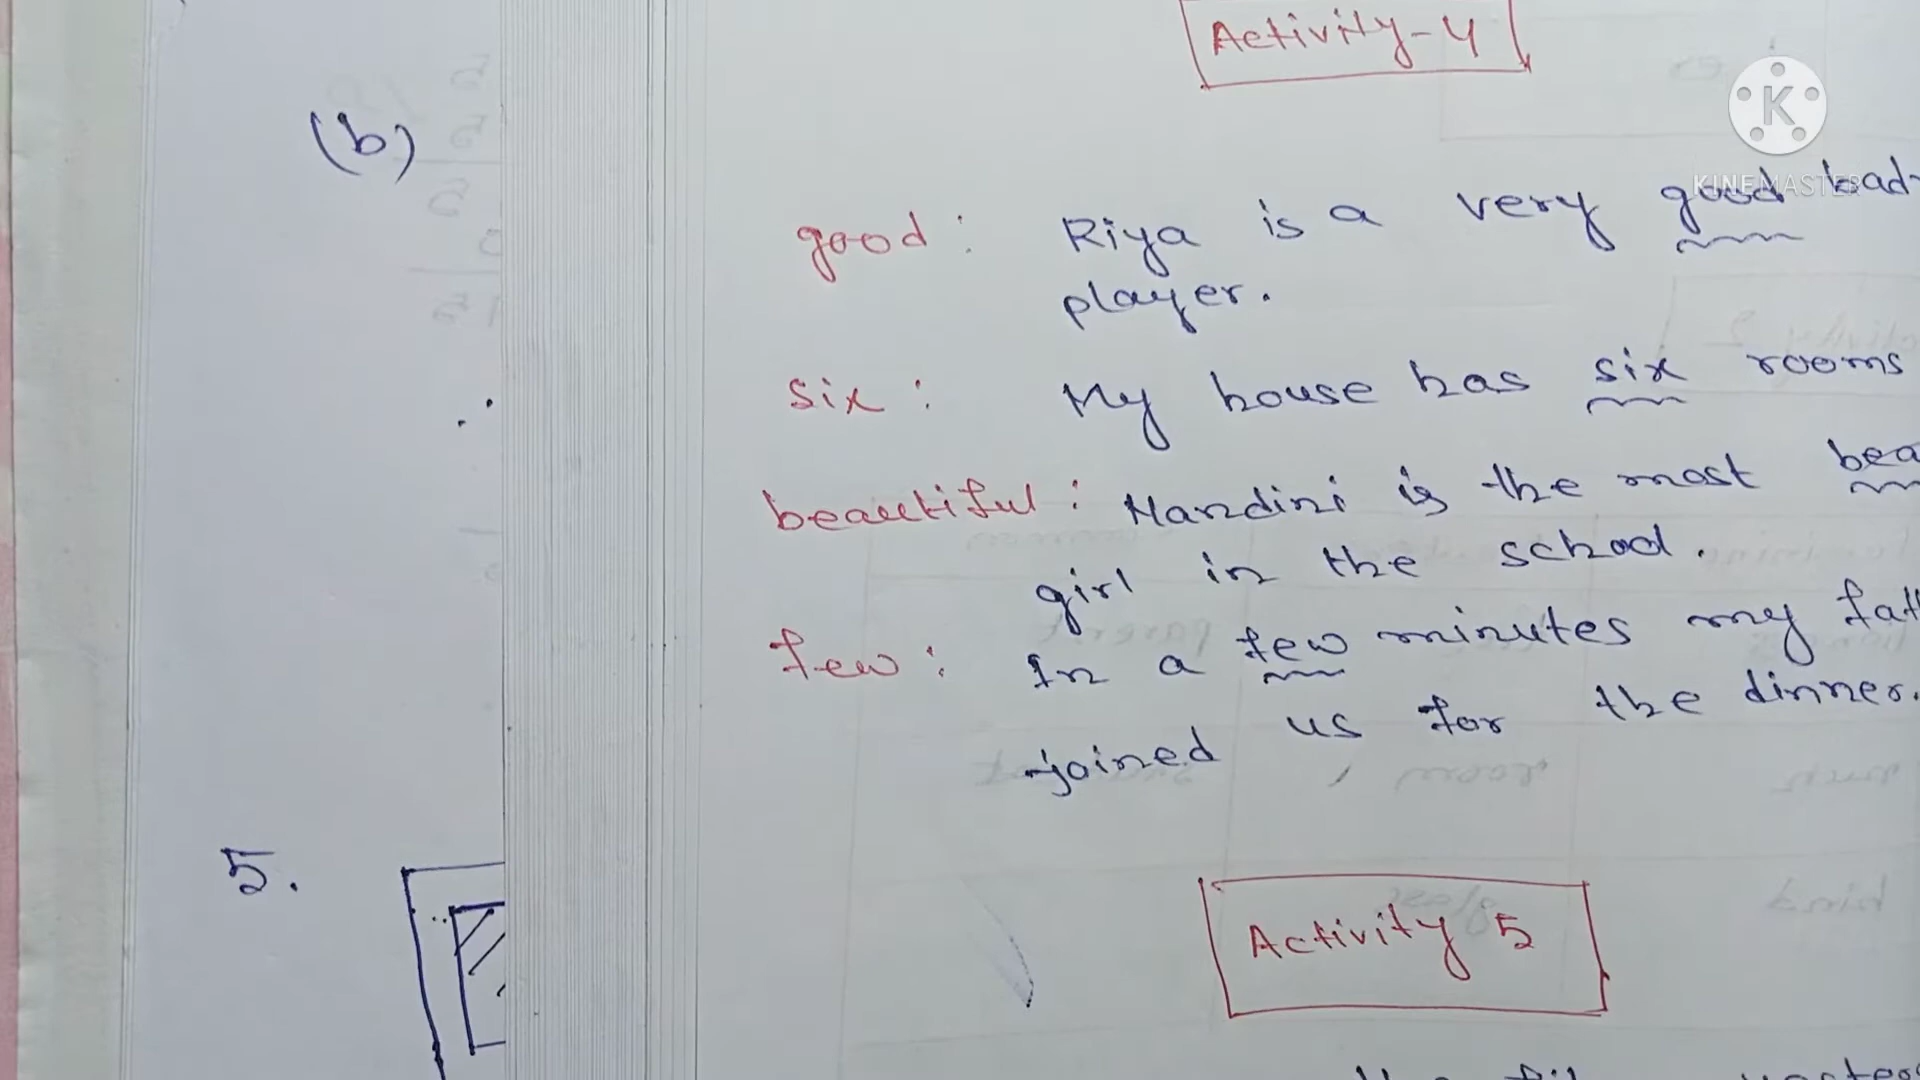 Activity-4
(b)
good : Riya is a very good bad-
player.
six : My house has six rooms
beautiful : Nandini is the most bea
girl in the school.
few : In a few minutes my fat
joined us for the dinner.
5.
Activity 5
KINEMASTER